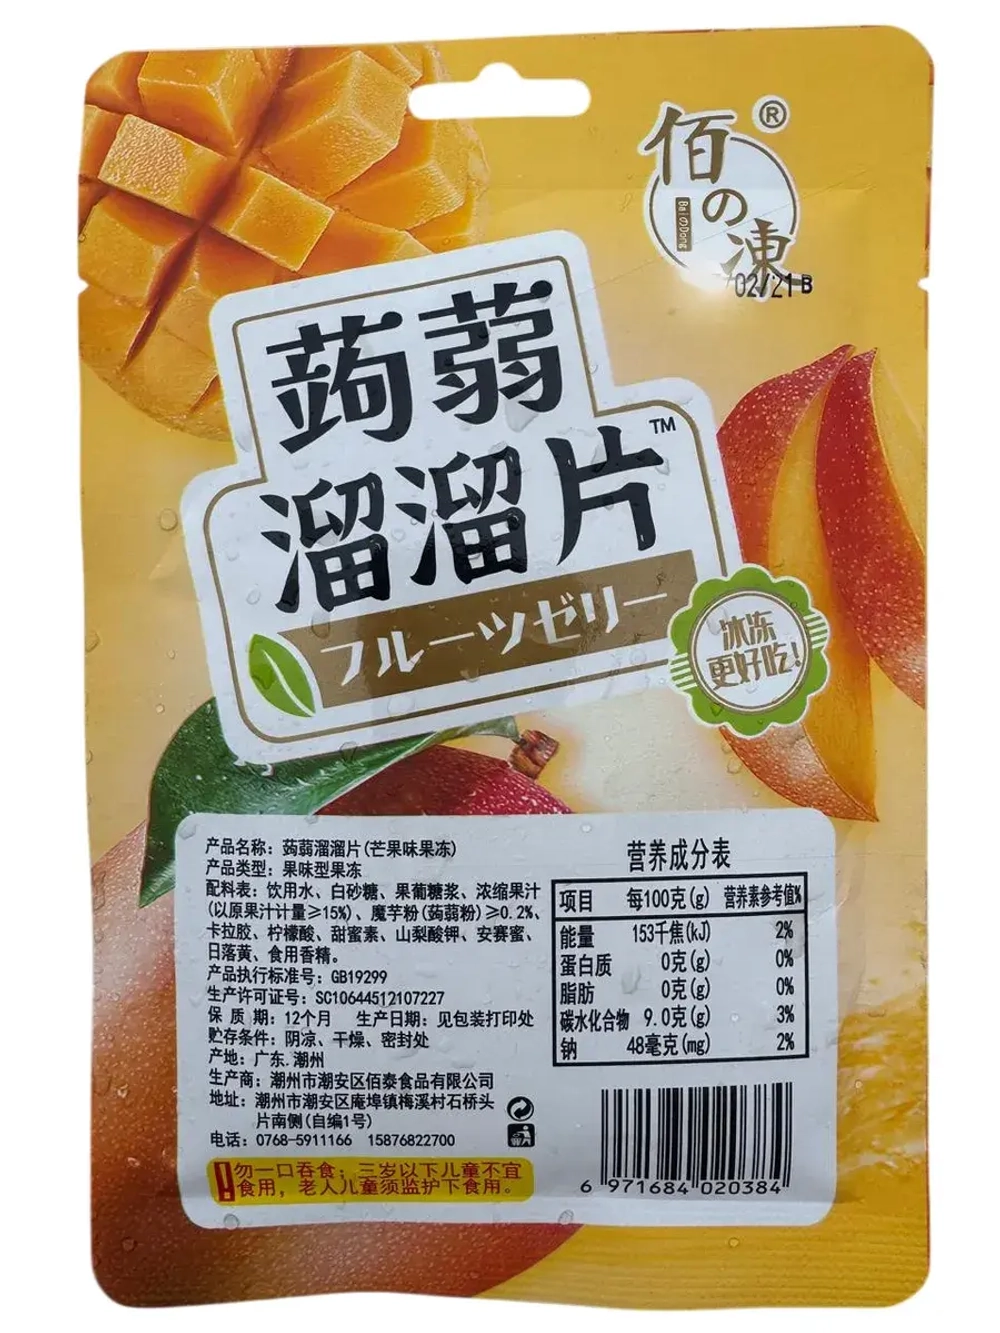 佰の凍®
BaiのDong
02/21 B
蒟蒻
溜溜片™
フルーツゼリー
冰冻
更好吃!
产品名称: 蒟蒻溜溜片(芒果味果冻)
产品类型: 果味型果冻
配料表: 饮用水、白砂糖、果葡糖浆、浓缩果汁
(以原果汁计量≥15%)、魔芋粉(蒟蒻粉)≥0.2%、
卡拉胶、柠檬酸、甜蜜素、山梨酸钾、安赛蜜、
日落黄、食用香精。
产品执行标准号: GB19299
生产许可证号: SC10644512107227
保 质 期: 12个月 生产日期: 见包装打印处
贮存条件: 阴凉、干燥、密封处
产地: 广东.潮州
生产商: 潮州市潮安区佰泰食品有限公司
地址: 潮州市潮安区庵埠镇梅溪村石桥头
片南侧(自编1号)
电话: 0768-5911166 15876822700
勿一口吞食; 三岁以下儿童不宜
食用, 老人儿童须监护下食用。
营养成分表
项目 每100克(g) 营养素参考值%
能量 153千焦(kJ) 2%
蛋白质 0克(g) 0%
脂肪 0克(g) 0%
碳水化合物 9.0克(g) 3%
钠 48毫克(mg) 2%
6 971684 020384